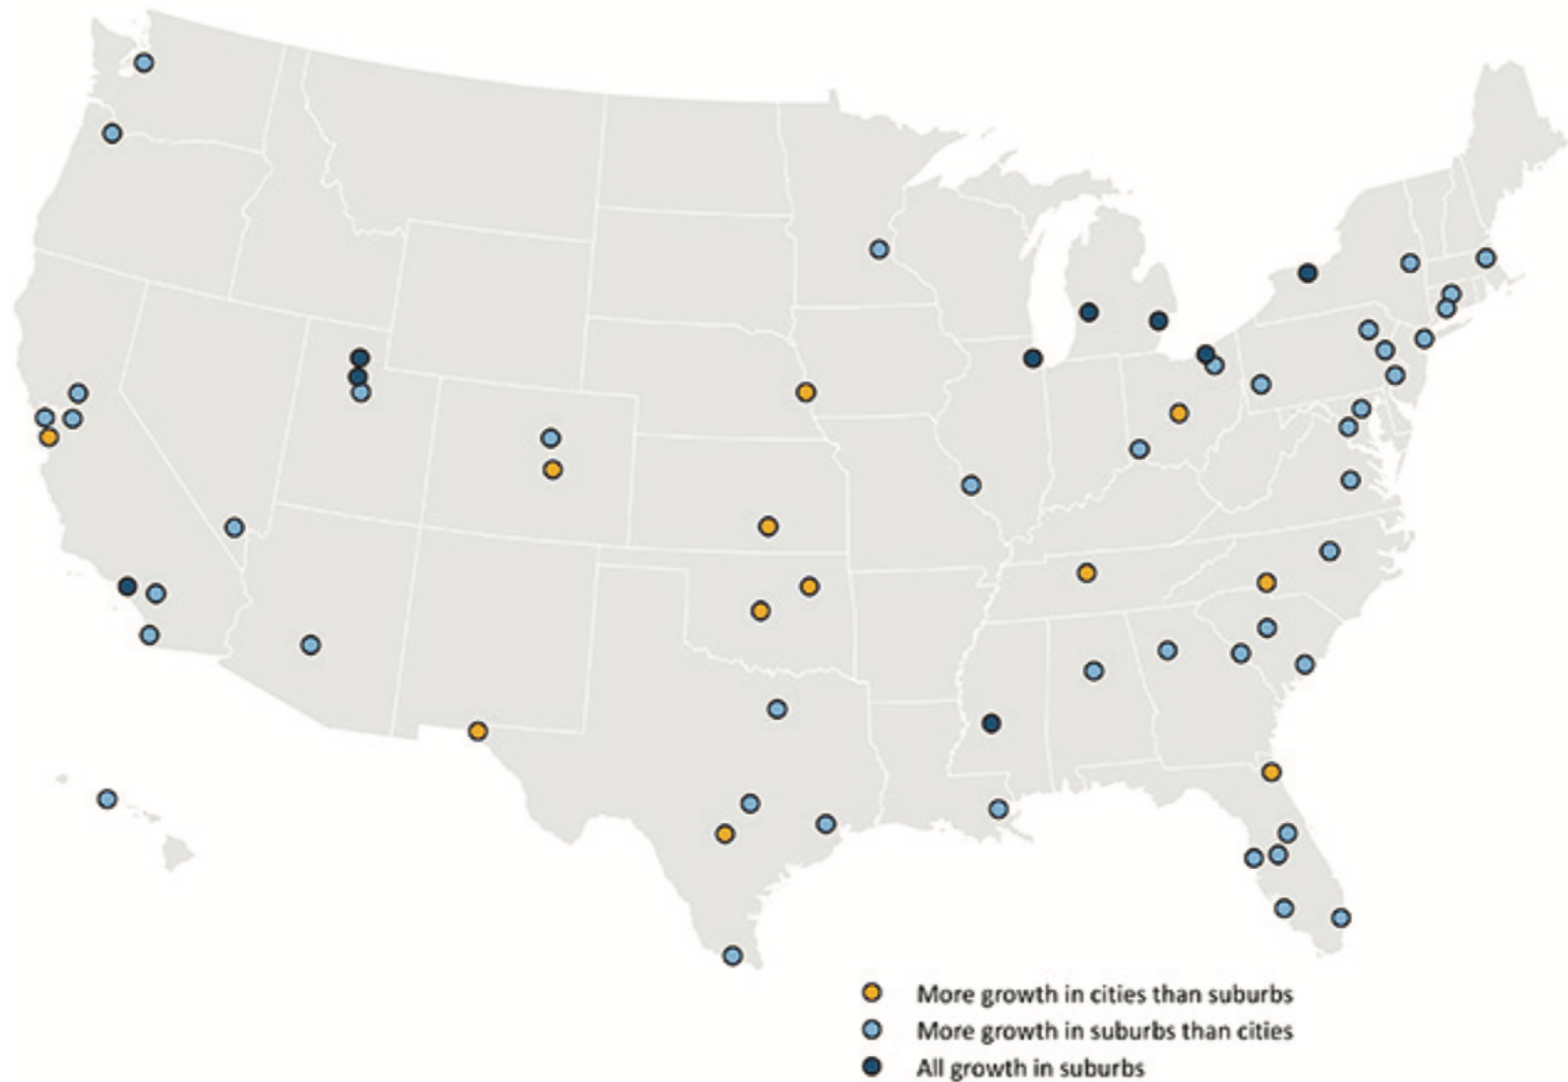 More growth in cities than suburbs
More growth in suburbs than cities
All growth in suburbs